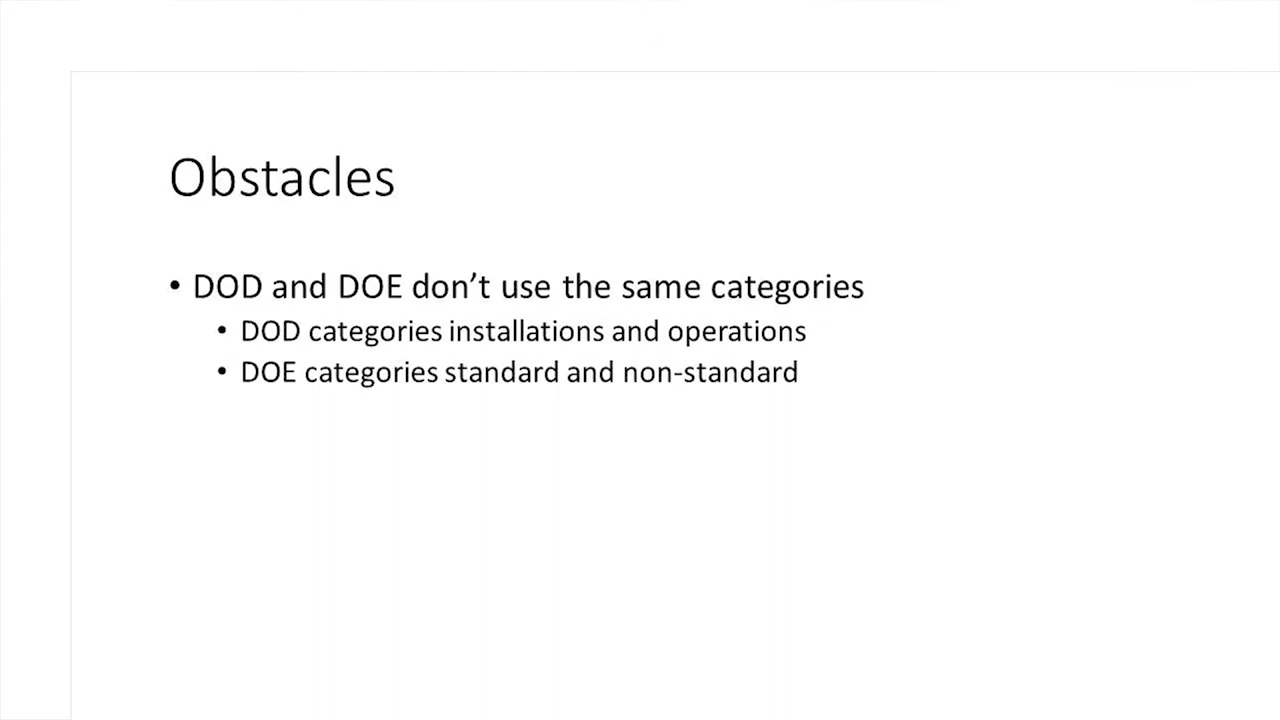 Obstacles
• DOD and DOE don’t use the same categories
• DOD categories installations and operations
• DOE categories standard and non-standard